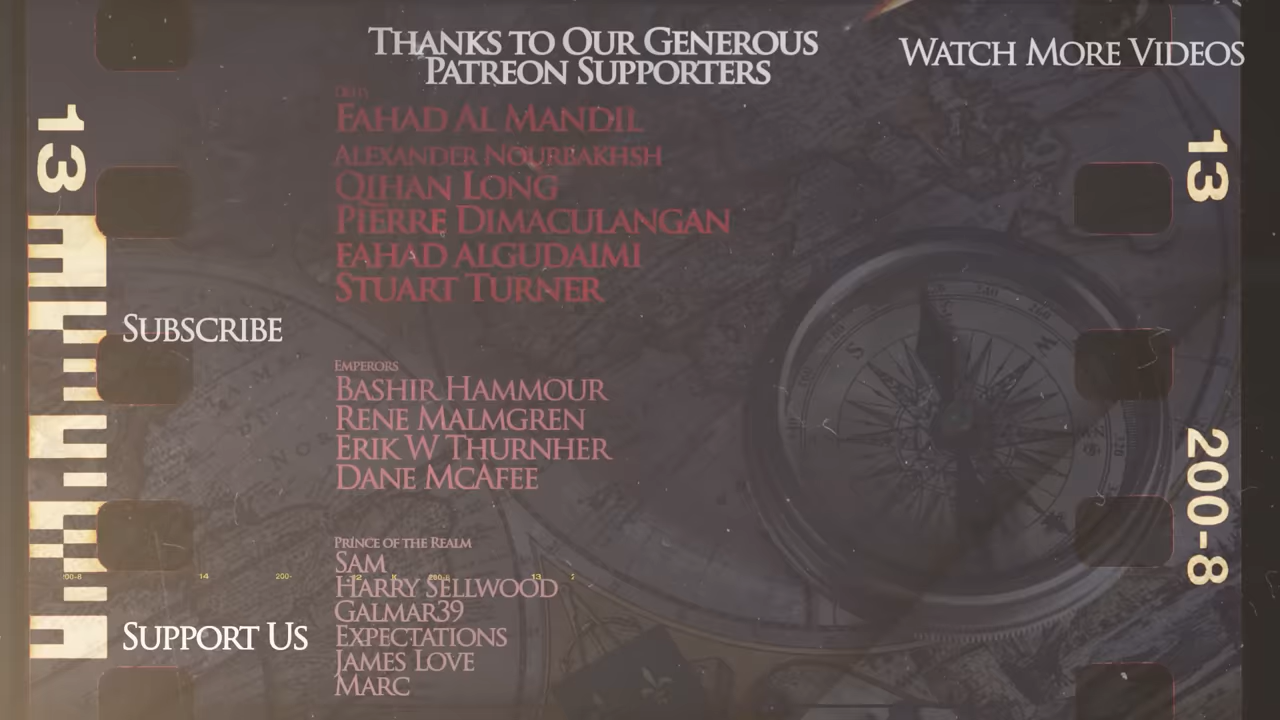 THANKS TO OUR GENEROUS
PATREON SUPPORTERS
WATCH MORE VIDEOS
FAHAD AL MANDIL
ALEXANDER NOURBAKHSH
QIHAN LONG
PIERRE DIMACULANGAN
FAHAD ALGUDAIMI
STUART TURNER
SUBSCRIBE
EMPERORS
BASHIR HAMMOUR
RENE MALMGREN
ERIK W THURNHER
DANE MCAFEE
PRINCE OF THE REALM
SAM
HARRY SELLWOOD
GALMAR39
EXPECTATIONS
JAMES LOVE
MARC
SUPPORT US
13
13
200-8